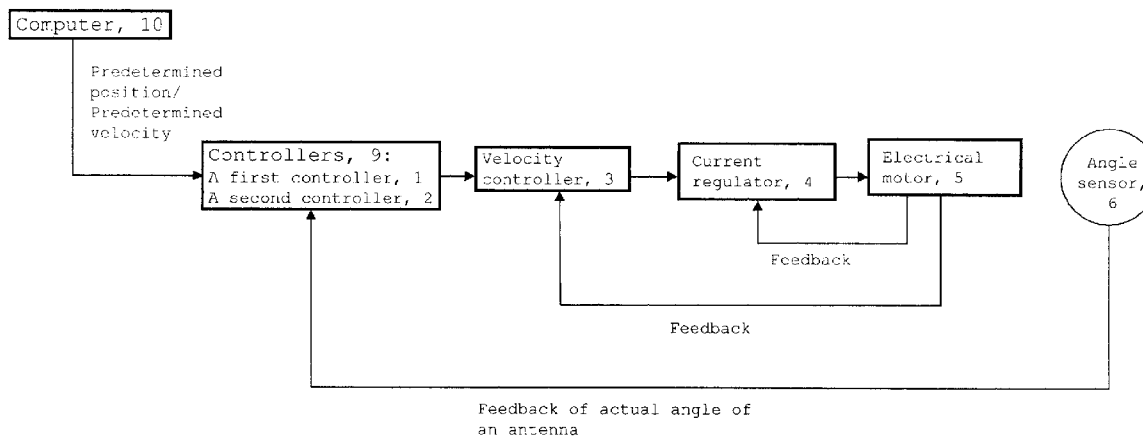 Computer, 10
Predetermined
position/
Predetermined
velocity
Controllers, 9:
A first controller, 1
A second controller, 2
Velocity
controller, 3
Current
regulator, 4
Electrical
motor, 5
Angle
sensor,
6
Feedback
Feedback
Feedback of actual angle of
an antenna